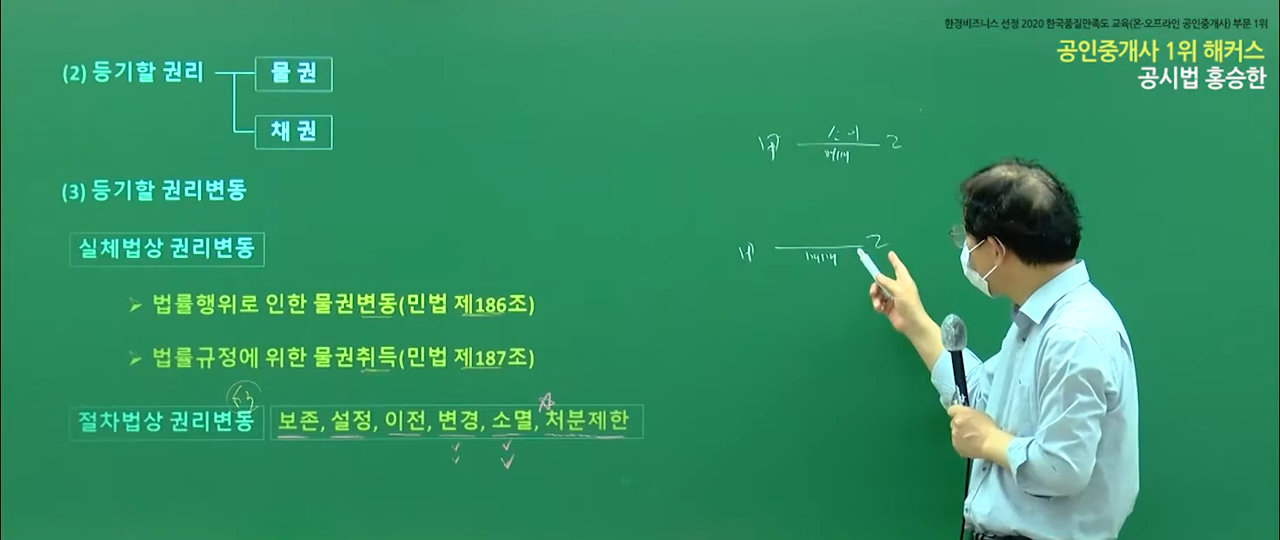 한경비즈니스 선정 2020 한국품질만족도 교육(온·오프라인 공인중개사) 부문 1위
공인중개사 1위 해커스
공시법 홍승한
(2) 등기할 권리
물권
채권
(3) 등기할 권리변동
실체법상 권리변동
➢ 법률행위로 인한 물권변동(민법 제186조)
➢ 법률규정에 위한 물권취득(민법 제187조)
절차법상 권리변동 보존, 설정, 이전, 변경, 소멸, 처분제한
甲 乙
甲 乙